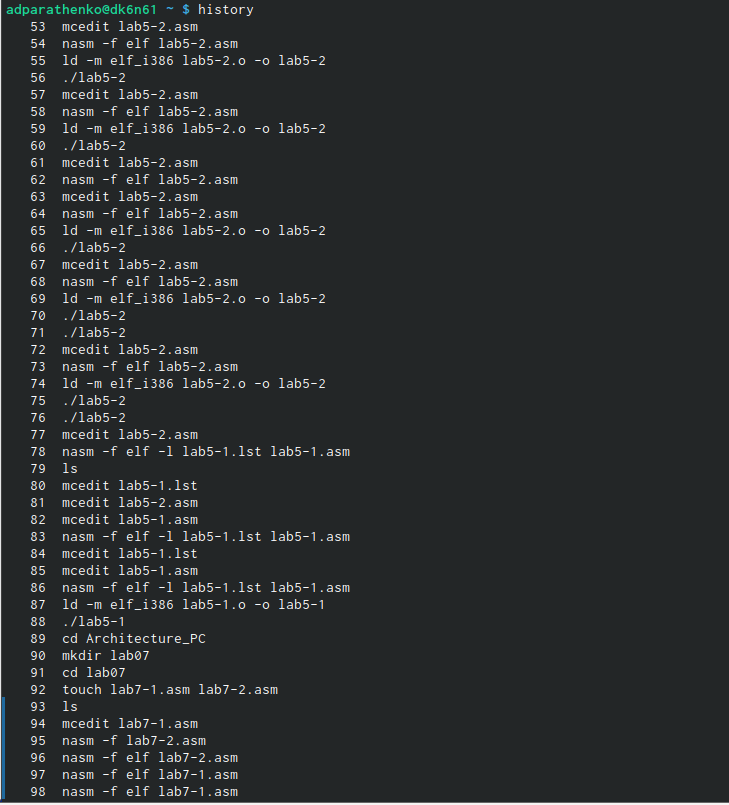 adparathenko@dk6n61 ~ $ history
53 mcedit lab5-2.asm
54 nasm -f elf lab5-2.asm
55 ld -m elf_i386 lab5-2.o -o lab5-2
56 ./lab5-2
57 mcedit lab5-2.asm
58 nasm -f elf lab5-2.asm
59 ld -m elf_i386 lab5-2.o -o lab5-2
60 ./lab5-2
61 mcedit lab5-2.asm
62 nasm -f elf lab5-2.asm
63 mcedit lab5-2.asm
64 nasm -f elf lab5-2.asm
65 ld -m elf_i386 lab5-2.o -o lab5-2
66 ./lab5-2
67 mcedit lab5-2.asm
68 nasm -f elf lab5-2.asm
69 ld -m elf_i386 lab5-2.o -o lab5-2
70 ./lab5-2
71 ./lab5-2
72 mcedit lab5-2.asm
73 nasm -f elf lab5-2.asm
74 ld -m elf_i386 lab5-2.o -o lab5-2
75 ./lab5-2
76 ./lab5-2
77 mcedit lab5-2.asm
78 nasm -f elf -l lab5-1.lst lab5-1.asm
79 ls
80 mcedit lab5-1.lst
81 mcedit lab5-2.asm
82 mcedit lab5-1.asm
83 nasm -f elf -l lab5-1.lst lab5-1.asm
84 mcedit lab5-1.lst
85 mcedit lab5-1.asm
86 nasm -f elf -l lab5-1.lst lab5-1.asm
87 ld -m elf_i386 lab5-1.o -o lab5-1
88 ./lab5-1
89 cd Architecture_PC
90 mkdir lab07
91 cd lab07
92 touch lab7-1.asm lab7-2.asm
93 ls
94 mcedit lab7-1.asm
95 nasm -f lab7-2.asm
96 nasm -f elf lab7-2.asm
97 nasm -f elf lab7-1.asm
98 nasm -f elf lab7-1.asm